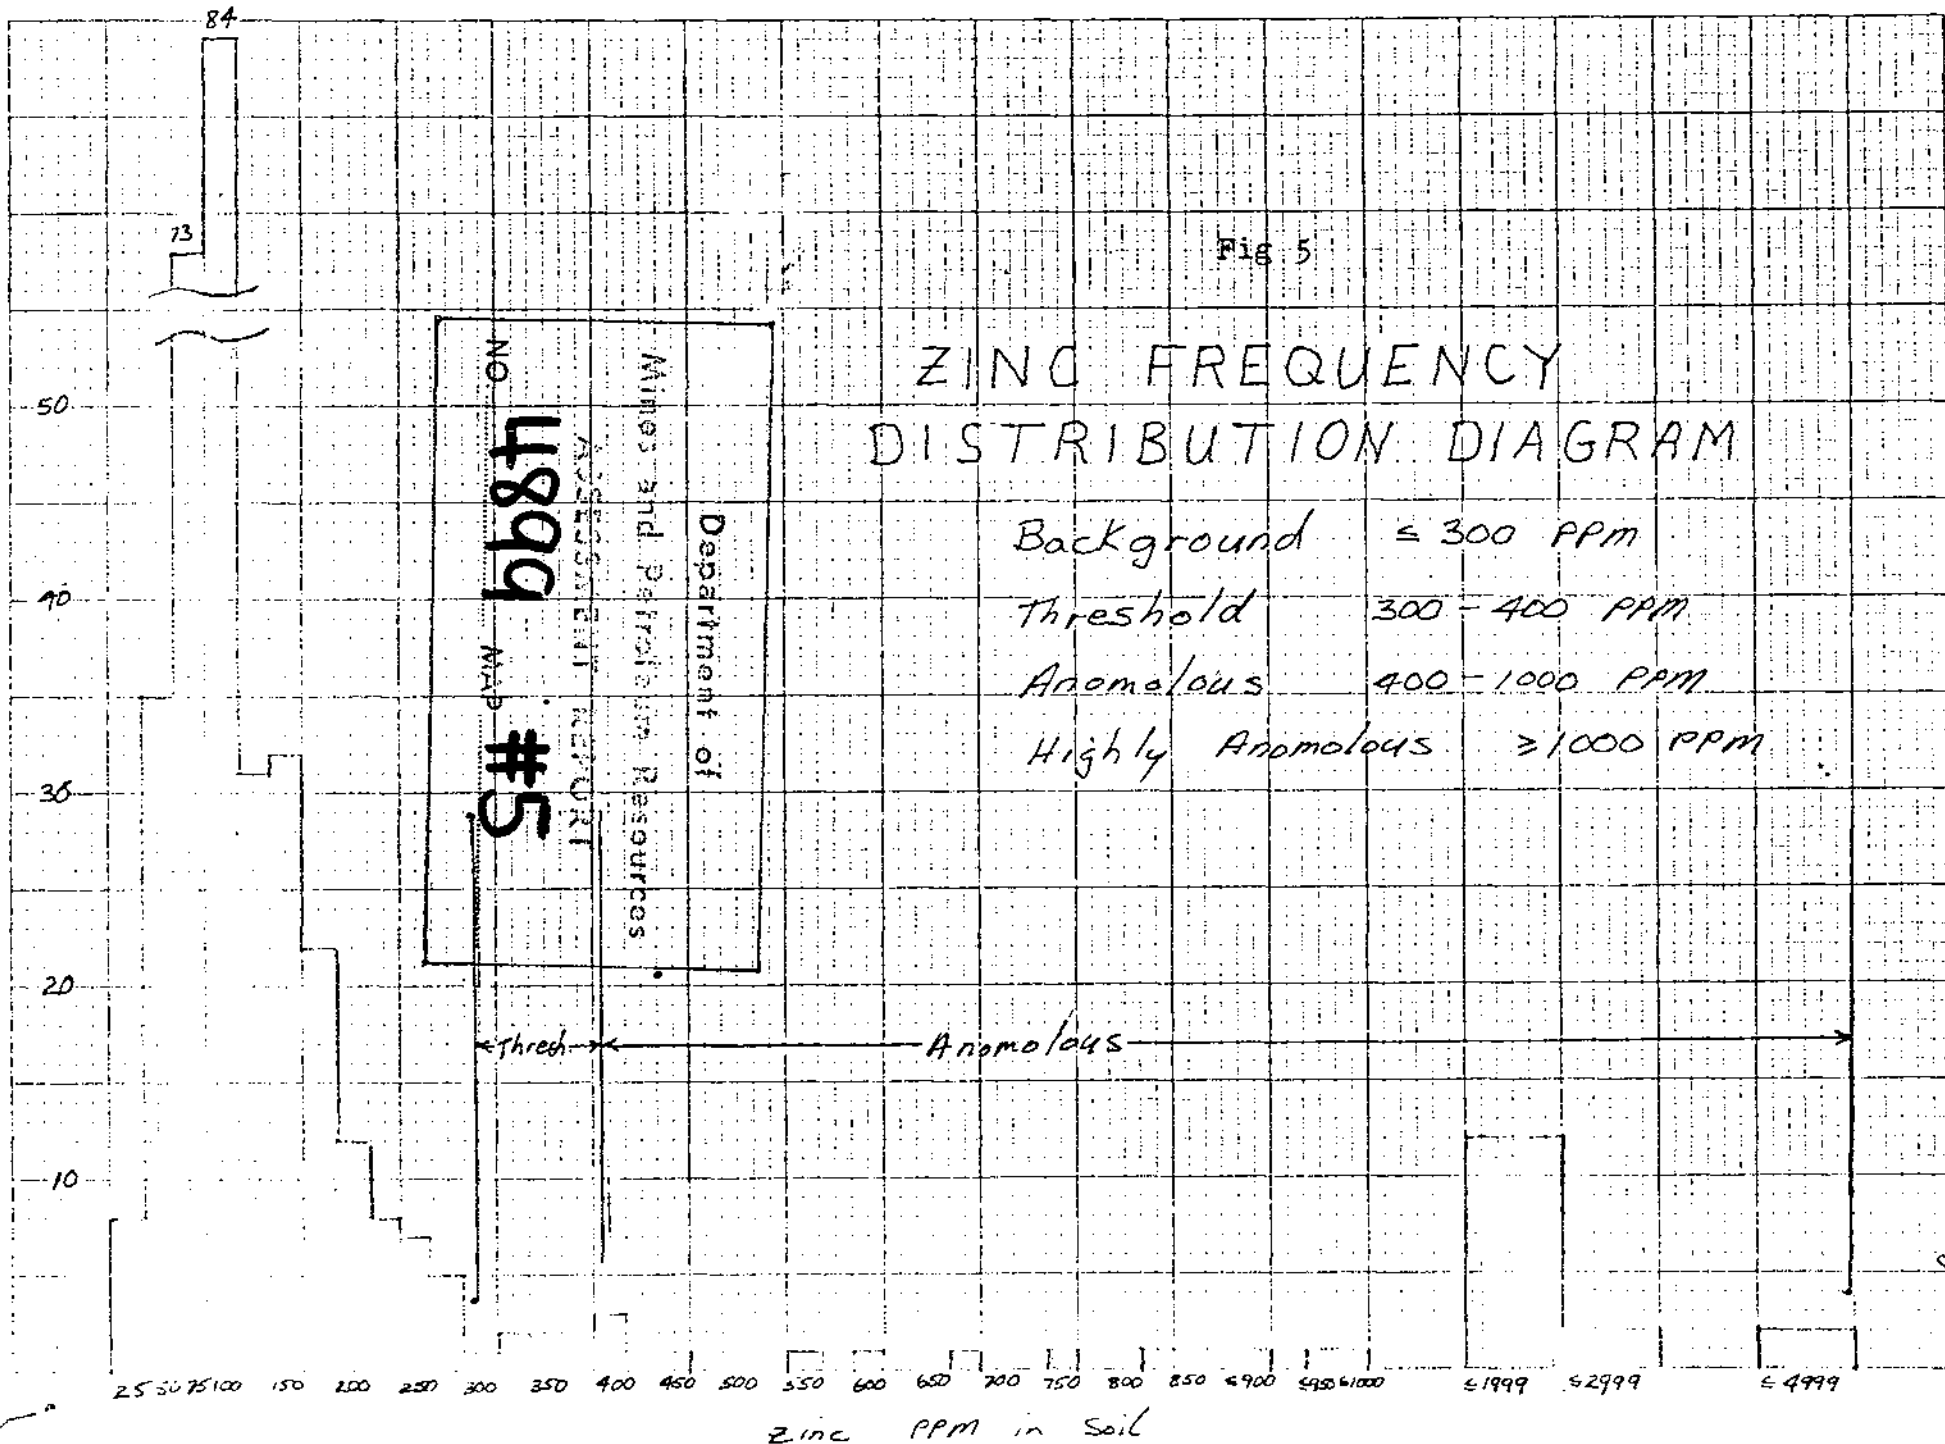 84
73
Fig 5
ZINC FREQUENCY
DISTRIBUTION DIAGRAM
Background ≤ 300 PPM
Threshold 300 - 400 PPM
Anomolous 400 - 1000 PPM
Highly Anomolous ≥ 1000 PPM
50
40
30
20
10
Department of
Mines and Petroleum Resources
ASSESSMENT REPORT
NO 4899 MAP #5
Thresh
Anomolous
25 50 75 100 150 200 250 300 350 400 450 500 550 600 650 700 750 800 850 ≤900 ≤950 ≤1000 ≤1999 ≤2999 ≤4999
Zinc PPM in Soil